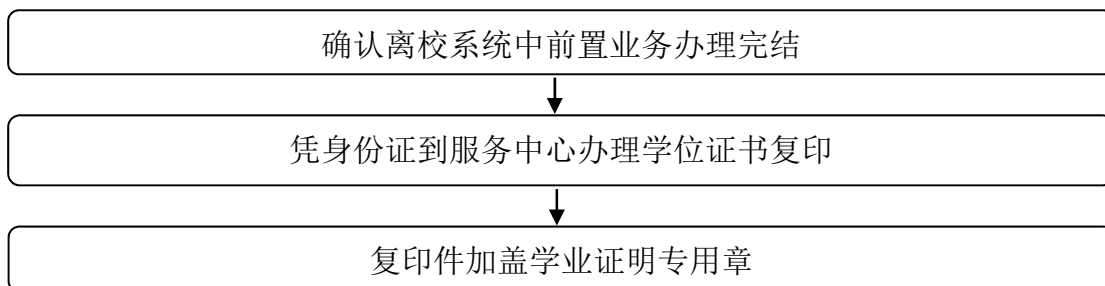 确认离校系统中前置业务办理完结
凭身份证到服务中心办理学位证书复印
复印件加盖学业证明专用章